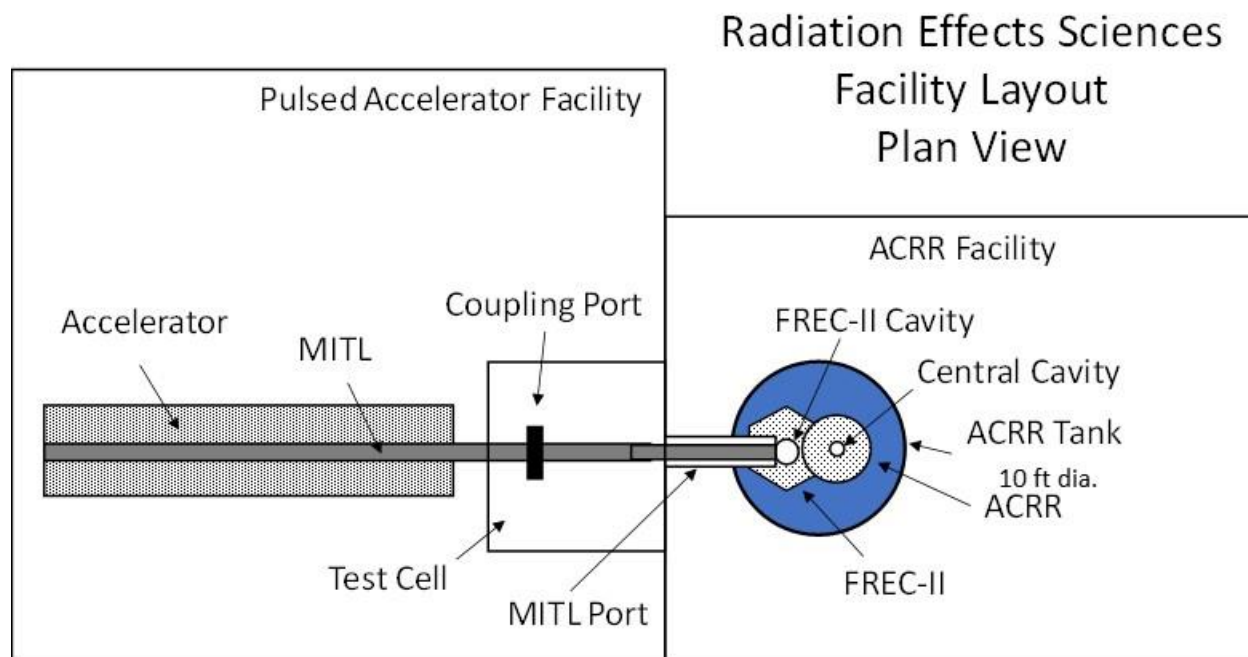 Radiation Effects Sciences
Facility Layout
Plan View
Pulsed Accelerator Facility
ACRR Facility
Coupling Port
FREC-II Cavity
Accelerator
MITL
Central Cavity
ACRR Tank
10 ft dia.
ACRR
Test Cell
FREC-II
MITL Port